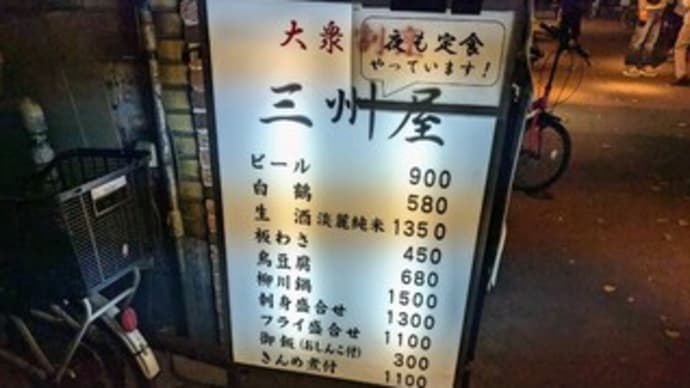 大衆割烹
夜も定食
やっています！
三州屋
ビール 900
白鶴 580
生酒 淡麗純米 1350
板わさ 450
鳥豆腐 680
柳川鍋 1500
刺身盛合せ 1300
フライ盛合せ 1100
御飯(おしんこ付) 300
きんめ煮付 1100